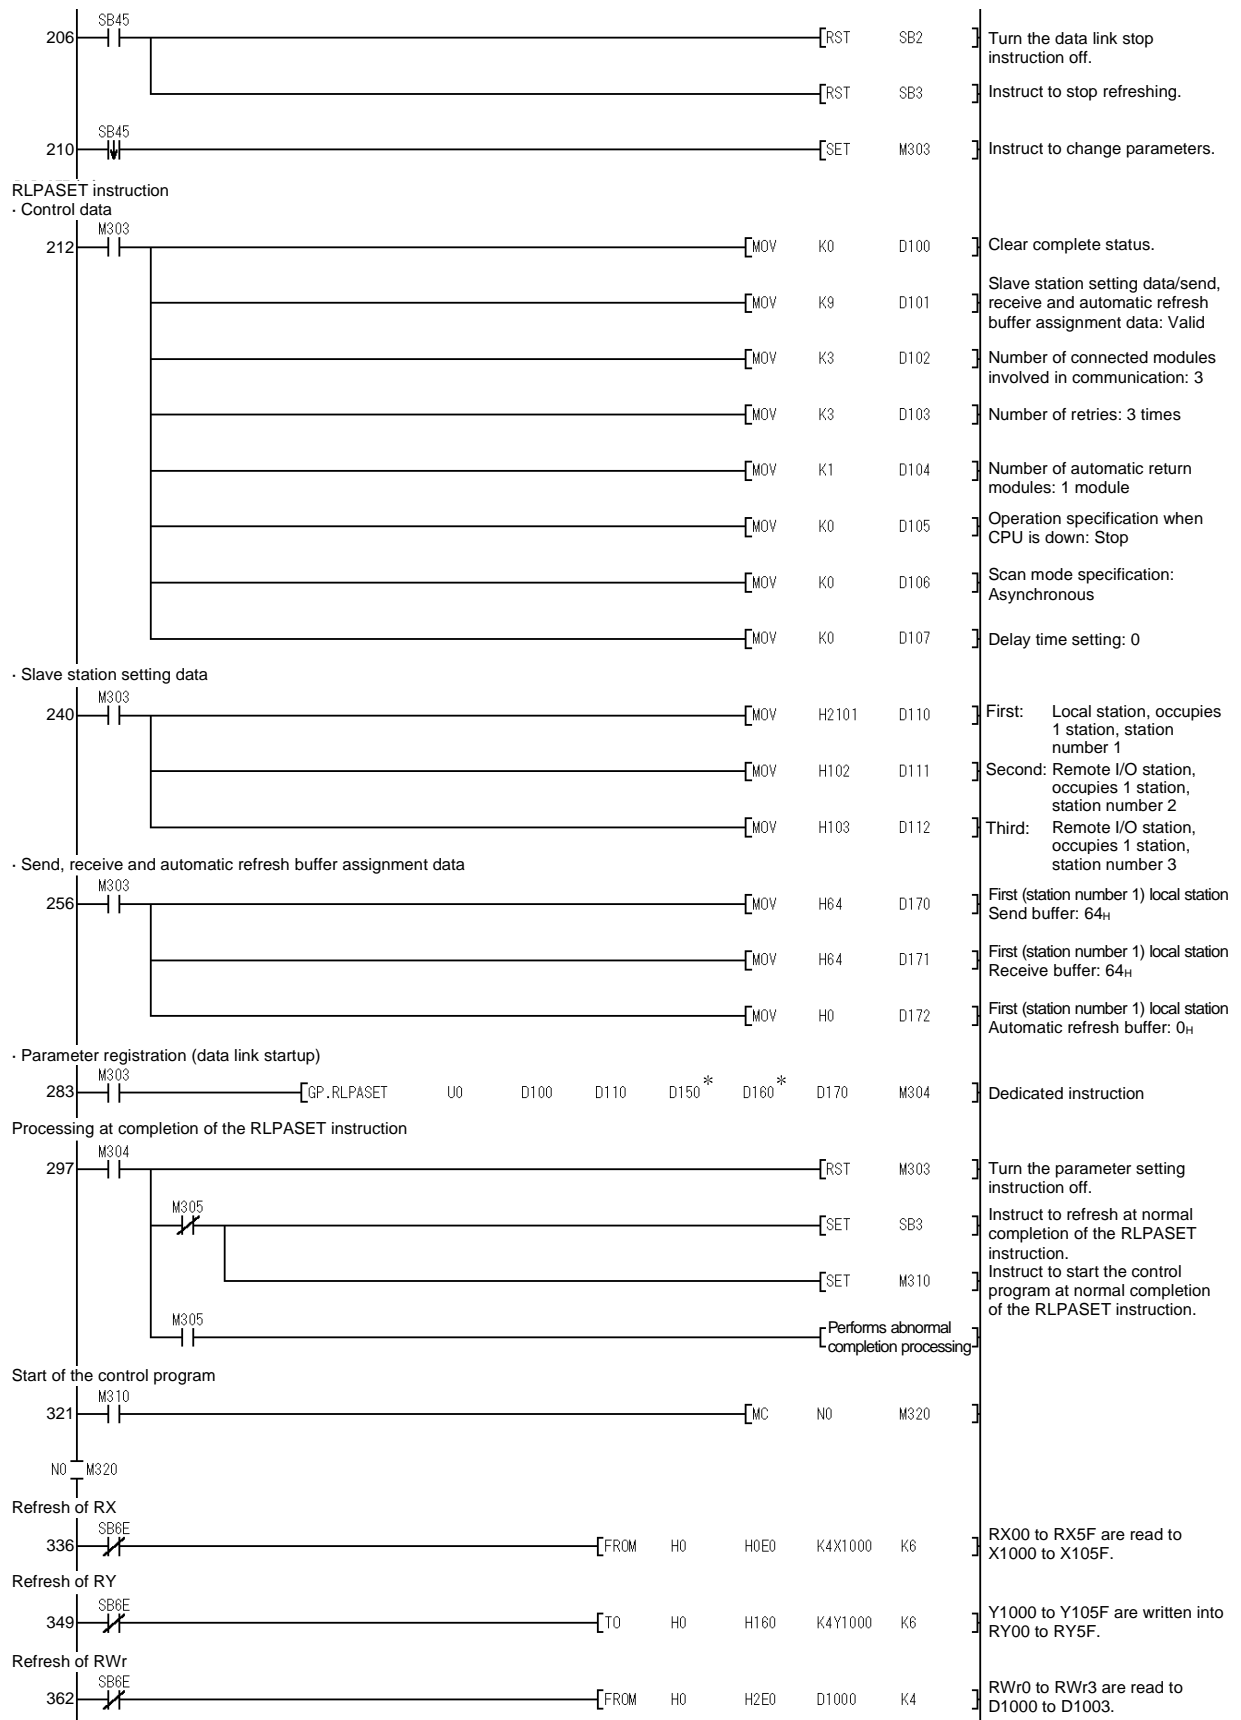 SB45
206 RST SB2 Turn the data link stop
instruction off.
RST SB3 Instruct to stop refreshing.
SB45
210 SET M303 Instruct to change parameters.
RLPASET instruction
· Control data
M303
212 MOV K0 D100 Clear complete status.
Slave station setting data/send,
MOV K9 D101 receive and automatic refresh
buffer assignment data: Valid
MOV K3 D102 Number of connected modules
involved in communication: 3
MOV K3 D103 Number of retries: 3 times
MOV K1 D104 Number of automatic return
modules: 1 module
MOV K0 D105 Operation specification when
CPU is down: Stop
MOV K0 D106 Scan mode specification:
Asynchronous
MOV K0 D107 Delay time setting: 0
· Slave station setting data
M303
240 MOV H2101 D110 First: Local station, occupies
1 station, station
number 1
MOV H102 D111 Second: Remote I/O station,
occupies 1 station,
station number 2
MOV H103 D112 Third: Remote I/O station,
occupies 1 station,
station number 3
· Send, receive and automatic refresh buffer assignment data
M303
256 MOV H64 D170 First (station number 1) local station
Send buffer: 64H
MOV H64 D171 First (station number 1) local station
Receive buffer: 64H
MOV H0 D172 First (station number 1) local station
Automatic refresh buffer: 0H
· Parameter registration (data link startup)
M303
283 GP.RLPASET U0 D100 D110 D150* D160* D170 M304 Dedicated instruction
Processing at completion of the RLPASET instruction
M304
297 RST M303 Turn the parameter setting
instruction off.
M305
SET SB3 Instruct to refresh at normal
completion of the RLPASET
instruction.
SET M310 Instruct to start the control
program at normal completion
of the RLPASET instruction.
M305
Performs abnormal
completion processing
Start of the control program
M310
321 MC N0 M320
N0 M320
Refresh of RX
SB6E
336 FROM H0 H0E0 K4X1000 K6 RX00 to RX5F are read to
X1000 to X105F.
Refresh of RY
SB6E
349 TO H0 H160 K4Y1000 K6 Y1000 to Y105F are written into
RY00 to RY5F.
Refresh of RWr
SB6E
362 FROM H0 H2E0 D1000 K4 RWr0 to RWr3 are read to
D1000 to D1003.